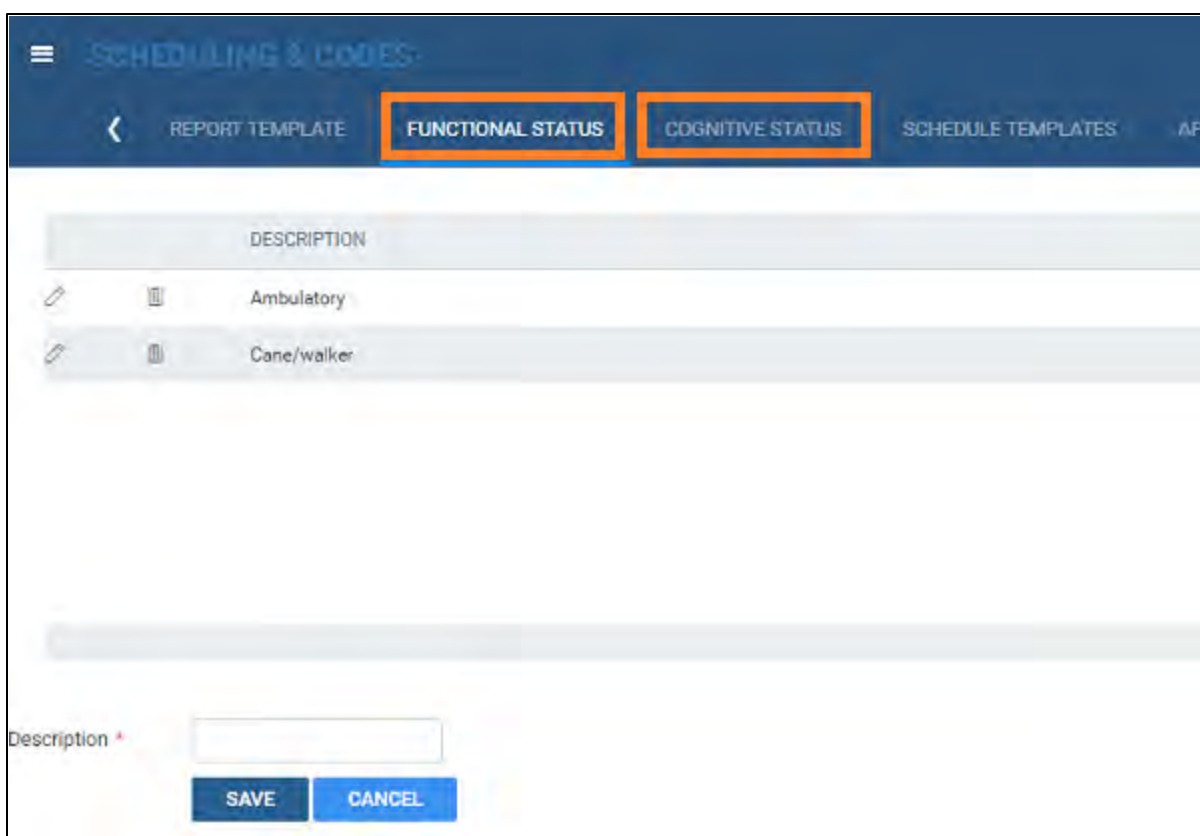 SCHEDULING & CODES
REPORT TEMPLATE FUNCTIONAL STATUS COGNITIVE STATUS SCHEDULE TEMPLATES
DESCRIPTION
Ambulatory
Cane/walker
Description *
SAVE CANCEL